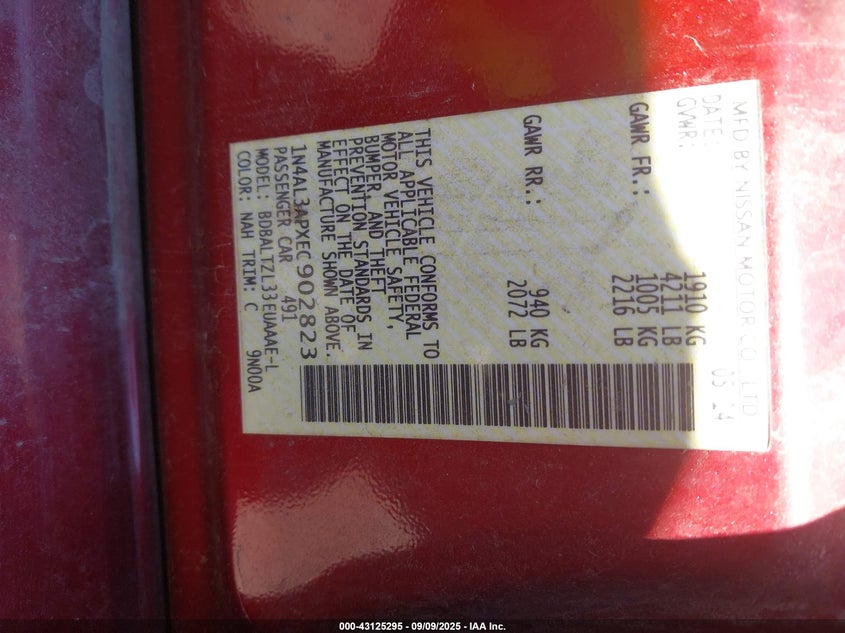 MFD BY NISSAN MOTOR CO., LTD
DATE: 05 14
GVWR: 1910 KG
4211 LB
GAWR FR.: 1005 KG
2216 LB
GAWR RR.: 940 KG
2072 LB
THIS VEHICLE CONFORMS TO
ALL APPLICABLE FEDERAL
MOTOR VEHICLE SAFETY,
BUMPER, AND THEFT
PREVENTION STANDARDS IN
EFFECT ON THE DATE OF
MANUFACTURE SHOWN ABOVE.
1N4AL3APXEC902823
PASSENGER CAR 491
MODEL: BDBALTZL33EUAAAE-L
COLOR: NAH TRIM: C 9N00A
000-43125295 - 09/09/2025 - IAA Inc.